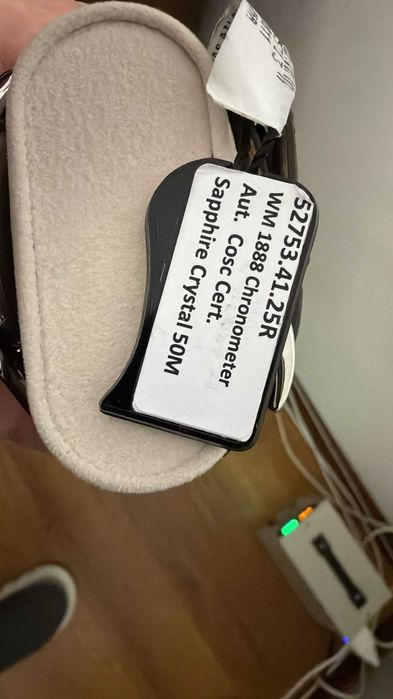 52753.41.25R
WM 1888 Chronometer
Aut. Cosc Cert.
Sapphire Crystal 50M